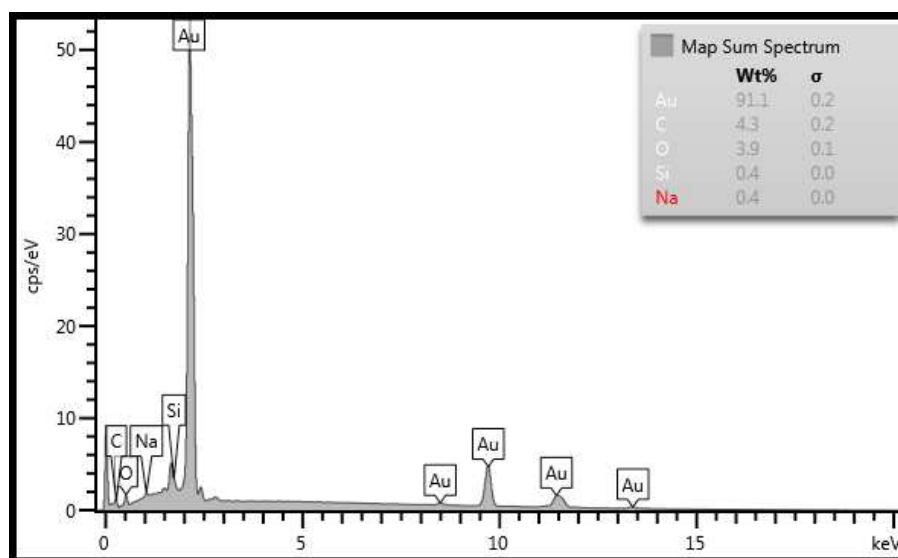 Map Sum Spectrum
Wt% σ
Au 91.1 0.2
C 4.3 0.2
O 3.9 0.1
Si 0.4 0.0
Na 0.4 0.0
50
40
30
20
10
0
cps/eV
Au
Si
C
Na
O
Au
Au
Au
Au
0 5 10 15 keV